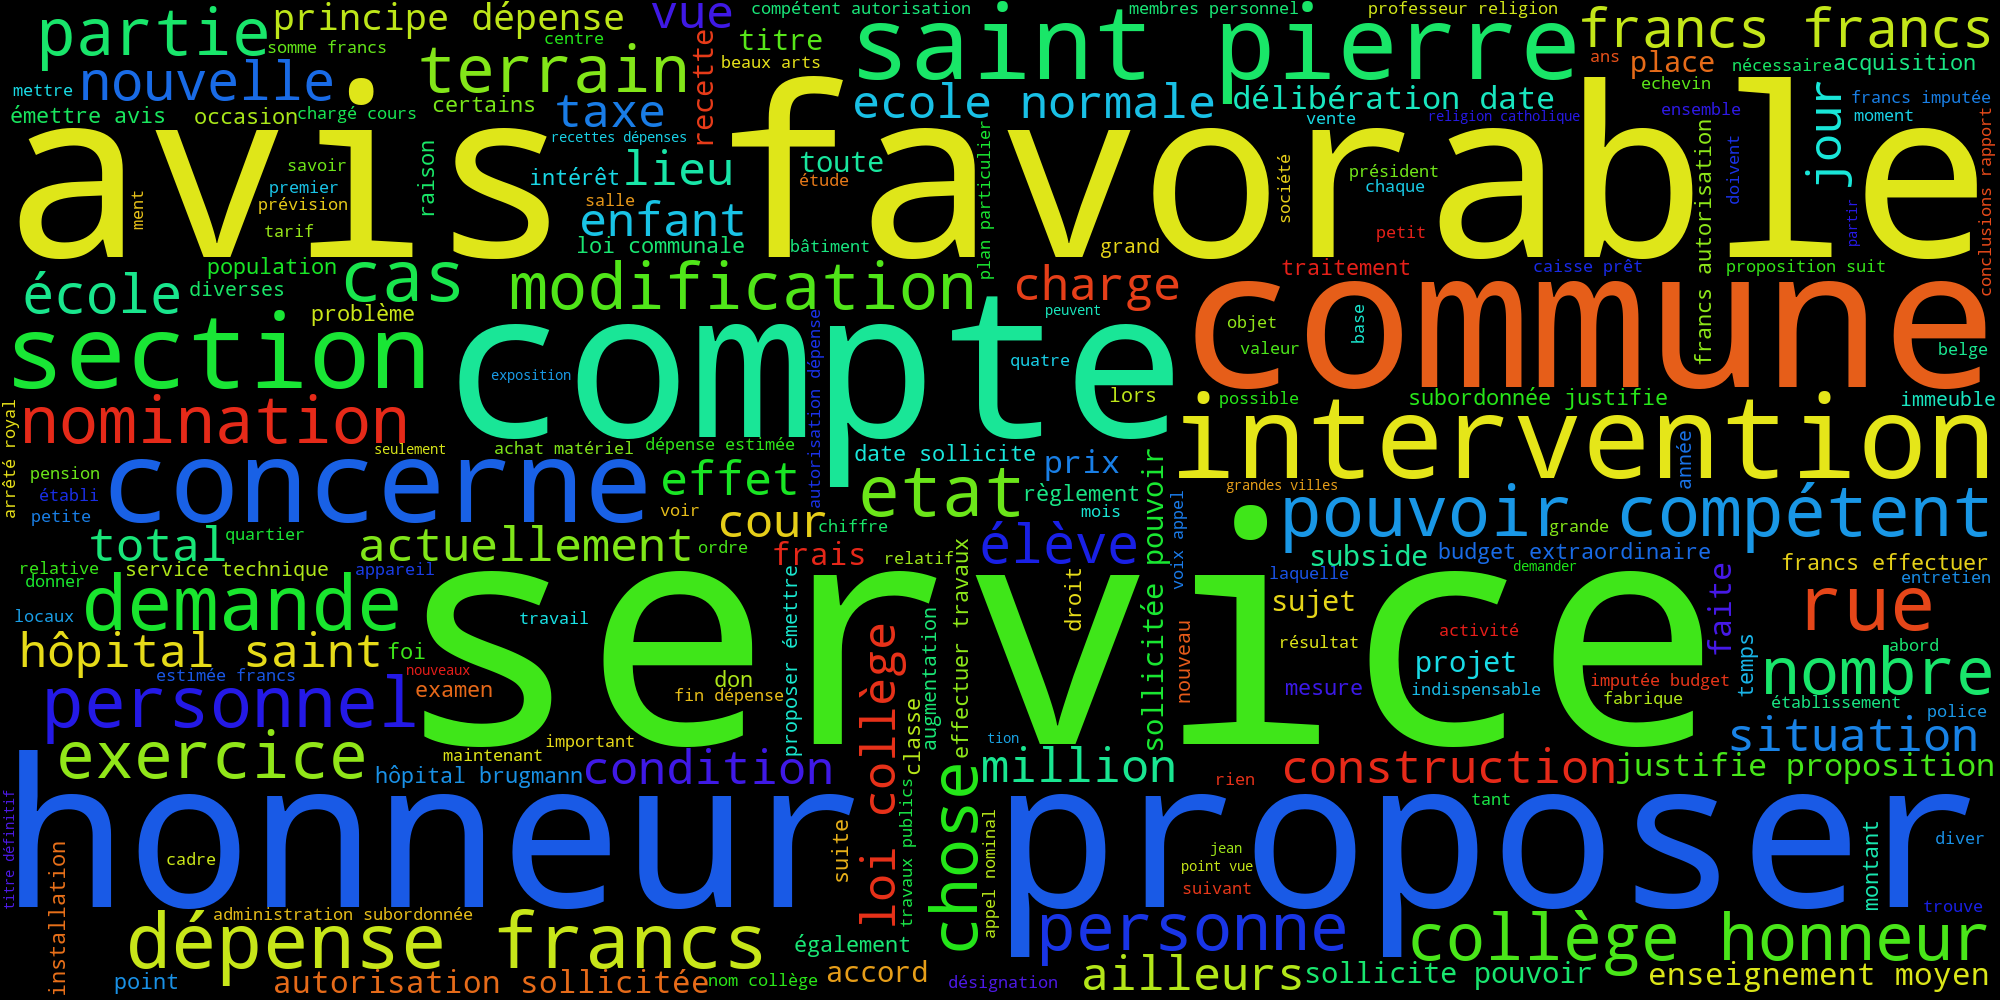 partie
principe dépense
vue
compétent autorisation
membres personnel
professeur religion
saint pierre
francs francs
somme francs
centre
titre
beaux arts
recette
terrain
nouvelle
ans
place
nécessaire
acquisition
mettre
echevin
taxe
ecole normale
délibération date
jour
francs imputée
moment
émettre avis
occasion
chargé cours
certains
recettes dépenses
vente
religion catholique
ensemble
avis favorable
savoir
raison
intérêt
lieu
toute
étude
plan particulier
société
président
chaque
francs autorisation
doivent
conclusions rapport
premier
prévision
ment
salle
enfant
tarif
loi communale
bâtiment
grand
petit
partir
population
diverses
école
cas
problème
modification
charge
peuvent
traitement
caisse prêt
proposition suit
section
compte
commune
objet
valeur
base
belge
quatre
exposition
autorisation dépense
lors
possible
subordonnée justifie
immeuble
arrêté royal
nomination
seulement
achat matériel
dépense estimée
intervention
concerne
pension
établi
petite
effet
voir
date sollicite
prix
etat
règlement
mois
sollicitée pouvoir
voix appel
grandes villes
année
pouvoir compétent
grande
cour
chiffre
total
quartier
actuellement
ordre
frais
relatif
élève
subside
budget extraordinaire
francs effectuer
relative
donner
service technique
appareil
demander
laquelle
entretien
demande
service
travail
proposer émettre
effectuer travaux
droit
sujet
faite
rue
locaux
hôpital saint
foi
résultat
activité
temps
abord
nombre
estimée francs
nouveaux
examen
don
fin dépense
loi collège
augmentation
nouveau
projet
mesure
indispensable
imputée budget
fabrique
établissement
police
personnel
exercice
maintenant
important
classe
tion
situation
hôpital brugmann
condition
million
rien
construction
justifie proposition
titre définitif
honneur
proposer
tant
chose
travaux publics
appel nominal
suite
cadre
jean
point vue
suivant
montant
diver
installation
administration subordonnée
trouve
dépense francs
également
personne
collège honneur
point
autorisation sollicitée
nom collège
accord
désignation
ailleurs
sollicite pouvoir
enseignement moyen